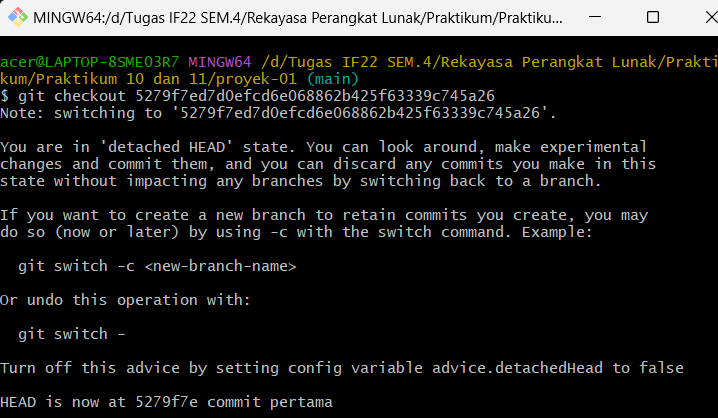 MINGW64:/d/Tugas IF22 SEM.4/Rekayasa Perangkat Lunak/Praktikum/Praktiku...
acer@LAPTOP-8SMEO3R7 MINGW64 /d/Tugas IF22 SEM.4/Rekayasa Perangkat Lunak/Prakti
kum/Praktikum 10 dan 11/proyek-01 (main)
$ git checkout 5279f7ed7d0efcd6e068862b425f63339c745a26
Note: switching to '5279f7ed7d0efcd6e068862b425f63339c745a26'.
You are in 'detached HEAD' state. You can look around, make experimental
changes and commit them, and you can discard any commits you make in this
state without impacting any branches by switching back to a branch.
If you want to create a new branch to retain commits you create, you may
do so (now or later) by using -c with the switch command. Example:
git switch -c <new-branch-name>
Or undo this operation with:
git switch -
Turn off this advice by setting config variable advice.detachedHead to false
HEAD is now at 5279f7e commit pertama